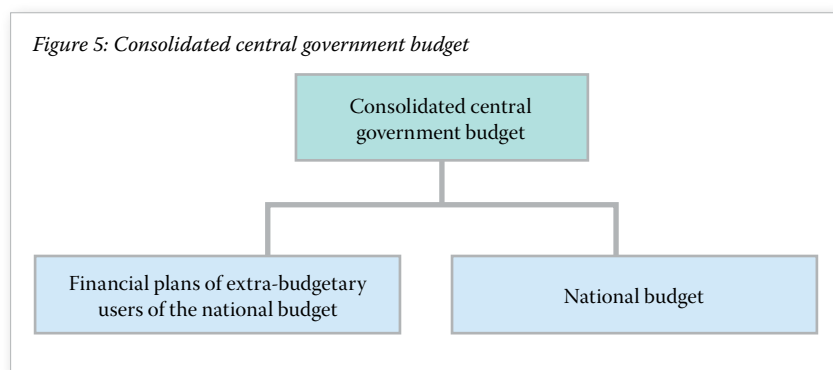 Figure 5: Consolidated central government budget
Consolidated central
government budget
Financial plans of extra-budgetary
users of the national budget
National budget